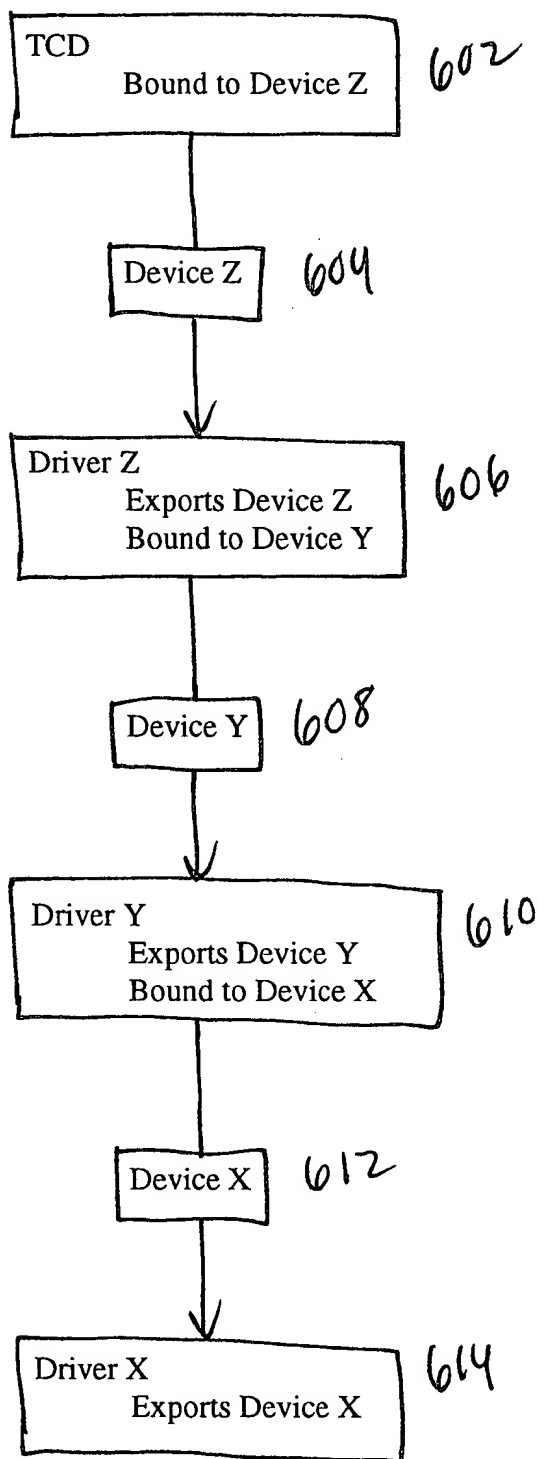 TCD
602
Bound to Device Z
Device Z
604
Driver Z
606
Exports Device Z
Bound to Device Y
Device Y
608
Driver Y
610
Exports Device Y
Bound to Device X
Device X
612
Driver X
614
Exports Device X